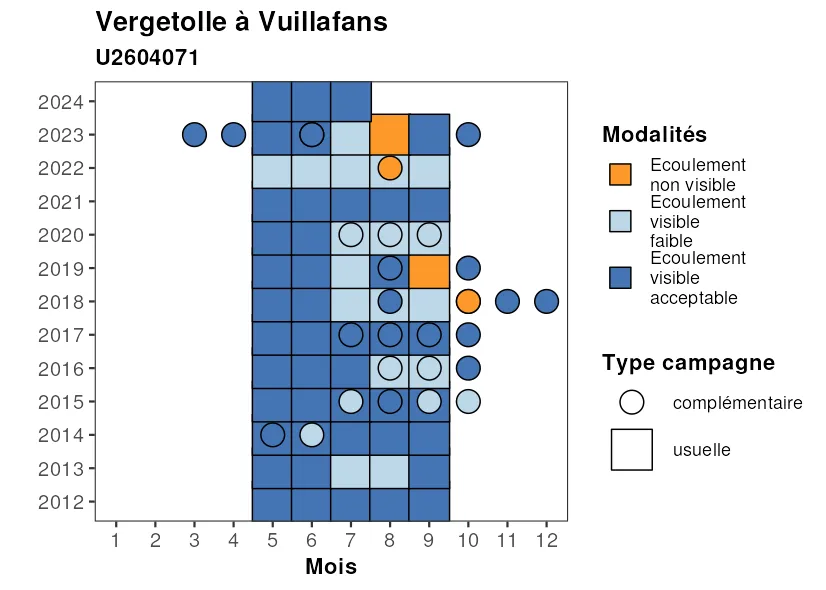 Vergetolle à Vuillafans
U2604071
2024
2023
2022
2021
2020
2019
2018
2017
2016
2015
2014
2013
2012
1 2 3 4 5 6 7 8 9 10 11 12
Mois
Modalités
Ecoulement
non visible
Ecoulement
visible
faible
Ecoulement
visible
acceptable
Type campagne
complémentaire
usuelle